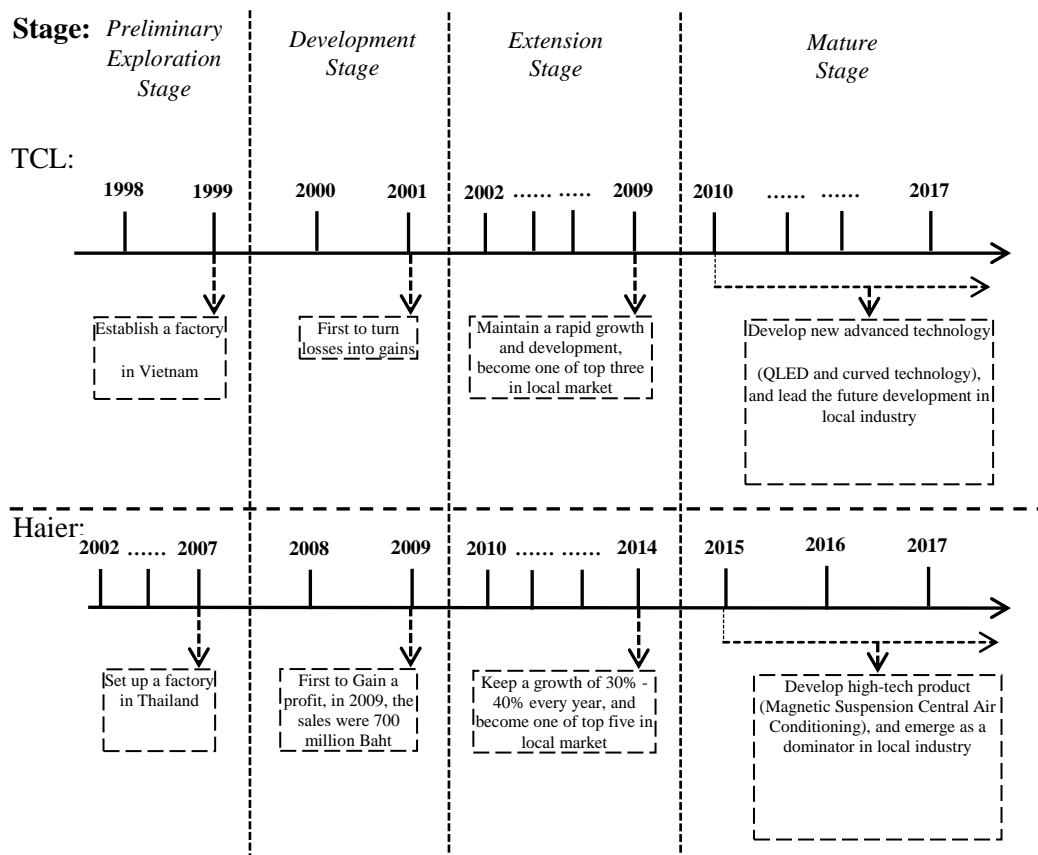 Stage:
Preliminary
Exploration
Stage
Development
Stage
Extension
Stage
Mature
Stage
TCL:
1998
1999
2000
2001
2002 ...... ..... 2009
2010 ...... ...... 2017
Establish a factory
in Vietnam
First to turn
losses into gains
Maintain a rapid growth
and development,
become one of top three
in local market
Develop new advanced technology
(QLED and curved technology),
and lead the future development in
local industry
Haier:
2002 ...... 2007
2008
2009
2010 ...... ...... 2014
2015
2016
2017
Set up a factory
in Thailand
First to Gain a
profit, in 2009, the
sales were 700
million Baht
Keep a growth of 30% -
40% every year, and
become one of top five in
local market
Develop high-tech product
(Magnetic Suspension Central Air
Conditioning), and emerge as a
dominator in local industry